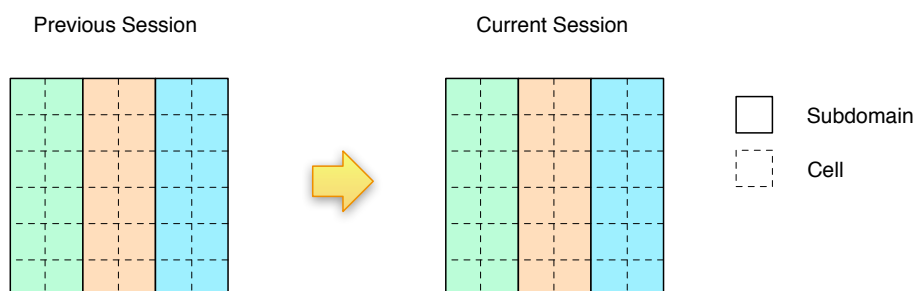 Previous Session
Current Session
Subdomain
Cell